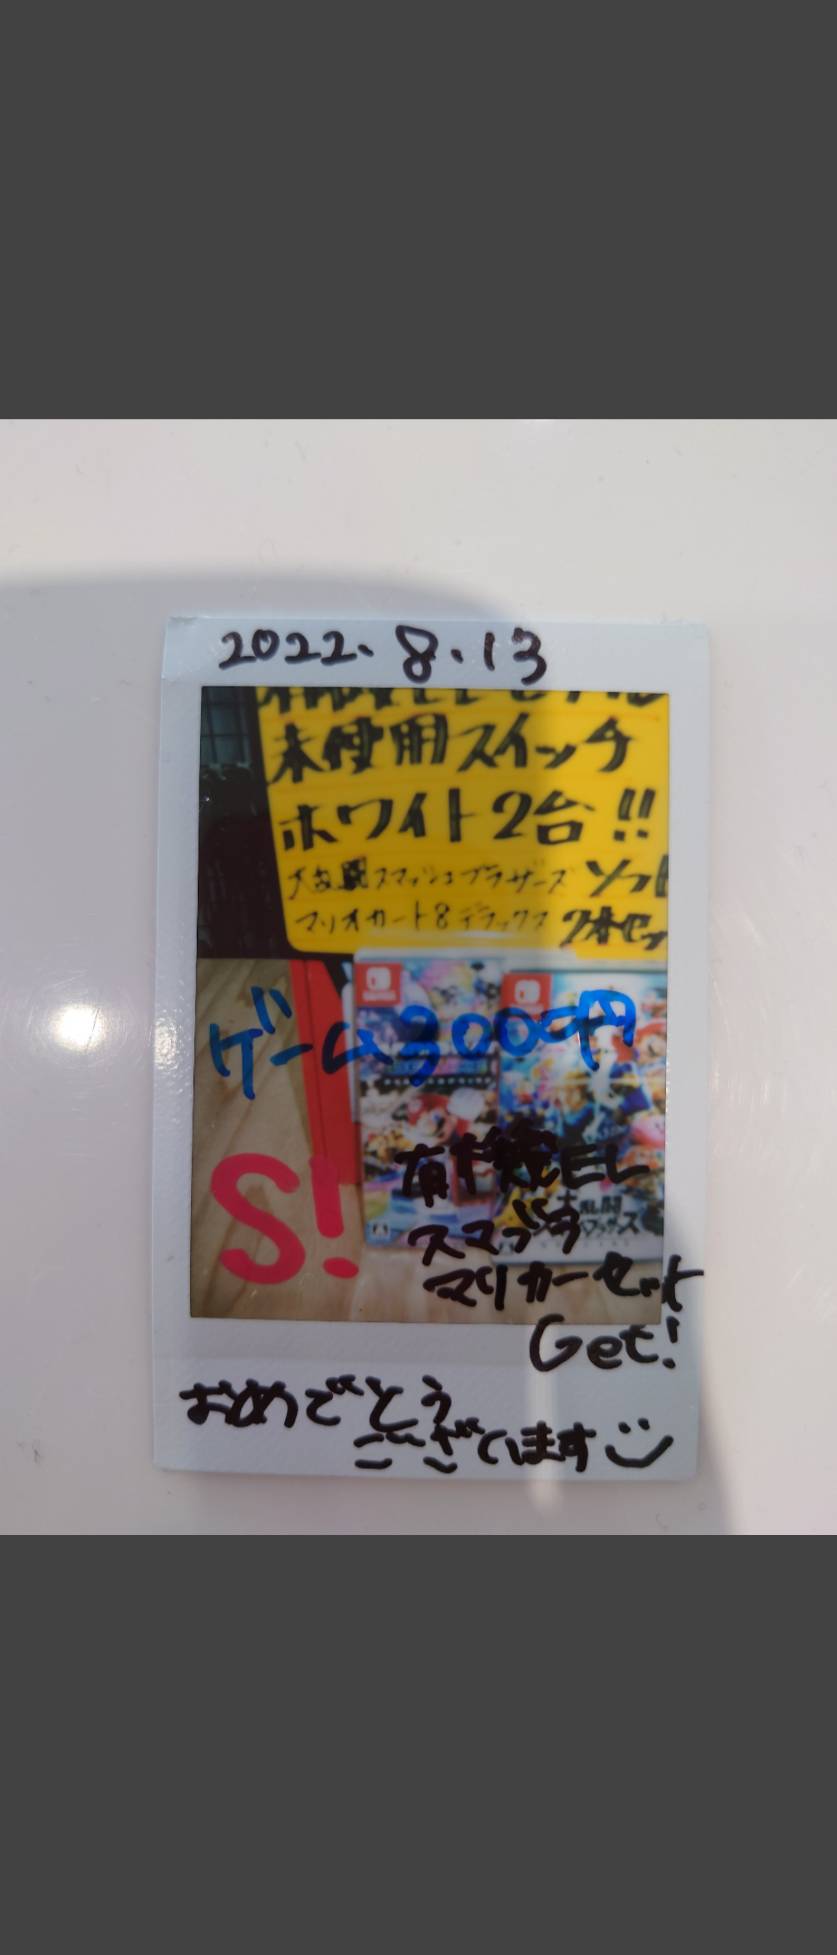 2022.8.13
未使用スイッチ
ホワイト2台!!
大乱闘スマッシュブラザーズ ソフト
マリオカート8デラックス 2本セッ
ゲーム3000円
S!
有機EL
スマブラ
マリカーセット
Get!
おめでとう
ございます